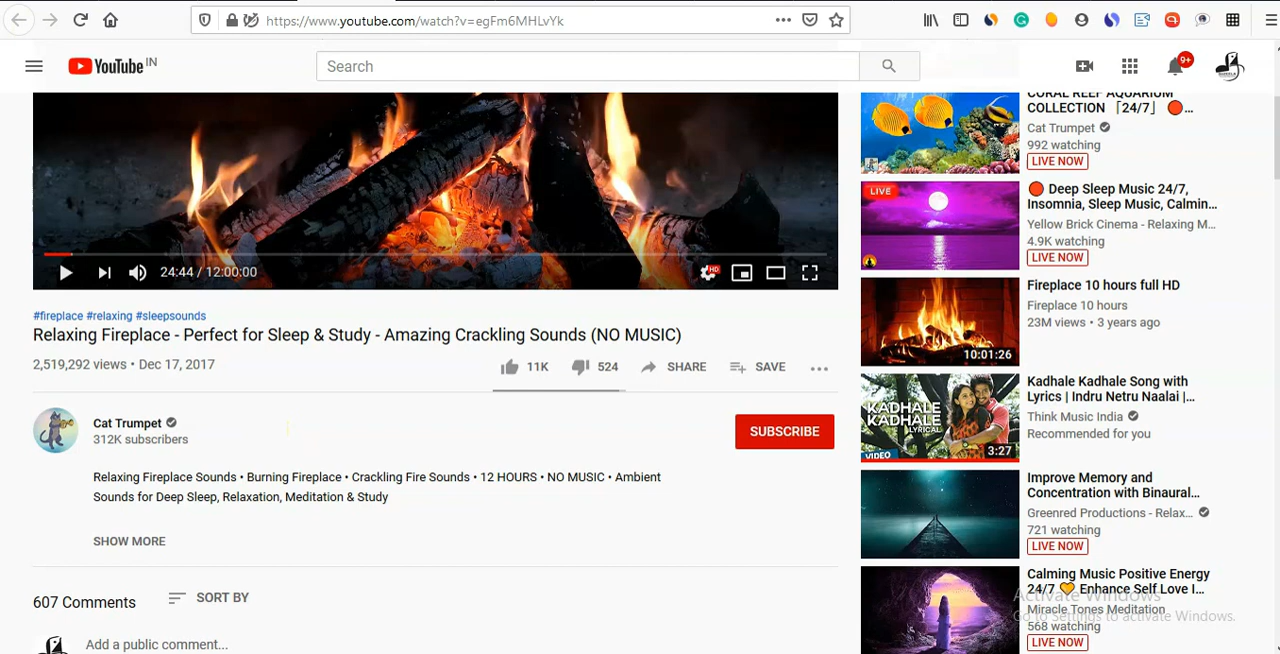 https://www.youtube.com/watch?v=egFm6MHLvYk
YouTube IN
Search
9+
24:44 / 12:00:00
HD
#fireplace #relaxing #sleepsounds
Relaxing Fireplace - Perfect for Sleep & Study - Amazing Crackling Sounds (NO MUSIC)
2,519,292 views • Dec 17, 2017
11K
524
SHARE
SAVE
Cat Trumpet
312K subscribers
SUBSCRIBE
Relaxing Fireplace Sounds • Burning Fireplace • Crackling Fire Sounds • 12 HOURS • NO MUSIC • Ambient
Sounds for Deep Sleep, Relaxation, Meditation & Study
SHOW MORE
607 Comments
SORT BY
Add a public comment...
CORAL REEF AQUARIUM
COLLECTION 「24/7」 🔴...
Cat Trumpet
992 watching
LIVE NOW
LIVE
🔴 Deep Sleep Music 24/7,
Insomnia, Sleep Music, Calmin...
Yellow Brick Cinema - Relaxing M...
4.9K watching
LIVE NOW
10:01:26
Fireplace 10 hours full HD
Fireplace 10 hours
23M views • 3 years ago
KADHALE
KADHALE
LYRICAL
VIDEO
3:27
Kadhale Kadhale Song with
Lyrics | Indru Netru Naalai |...
Think Music India
Recommended for you
Improve Memory and
Concentration with Binaural...
Greenred Productions - Relax...
721 watching
LIVE NOW
Calming Music Positive Energy
24/7 🧡 Enhance Self Love I...
Miracle Tones Meditation
568 watching
LIVE NOW
Activate Windows
Go to Settings to activate Windows.